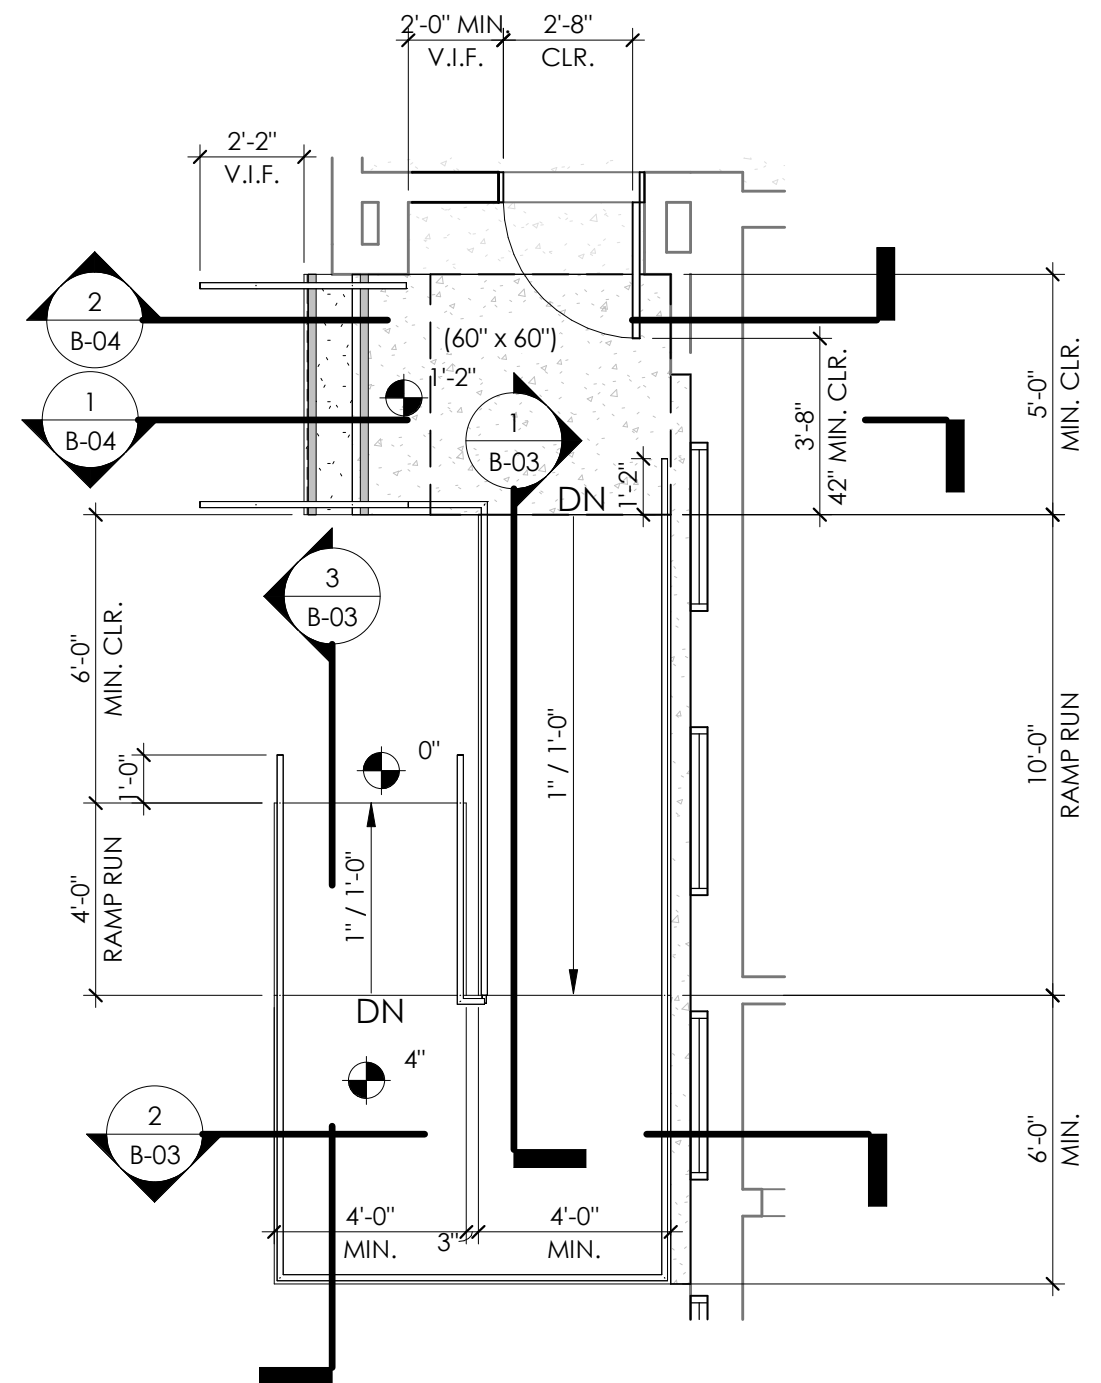 2'-0" MIN.
V.I.F.
2'-8"
CLR.
2'-2"
V.I.F.
2
B-04
(60" x 60")
1'-2"
1
B-04
1
B-03
DN
1'-2"
3'-8"
42" MIN. CLR.
5'-0"
MIN. CLR.
3
B-03
6'-0"
MIN. CLR.
1'-0"
0"
1" / 1'-0"
10'-0"
RAMP RUN
4'-0"
RAMP RUN
1" / 1'-0"
DN
4"
2
B-03
6'-0"
MIN.
4'-0"
MIN.
3"
4'-0"
MIN.